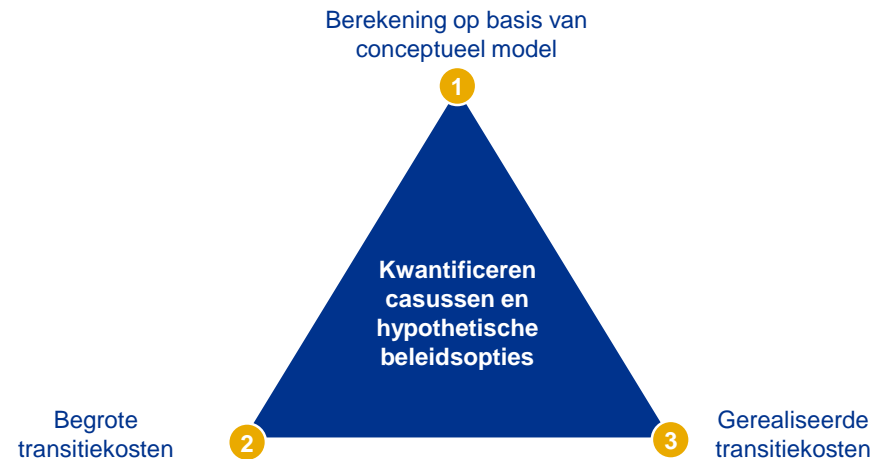 Berekening op basis van
conceptueel model
1
Kwantificeren
casussen en
hypothetische
beleidsopties
Begrote
transitiekosten
2
3
Gerealiseerde
transitiekosten